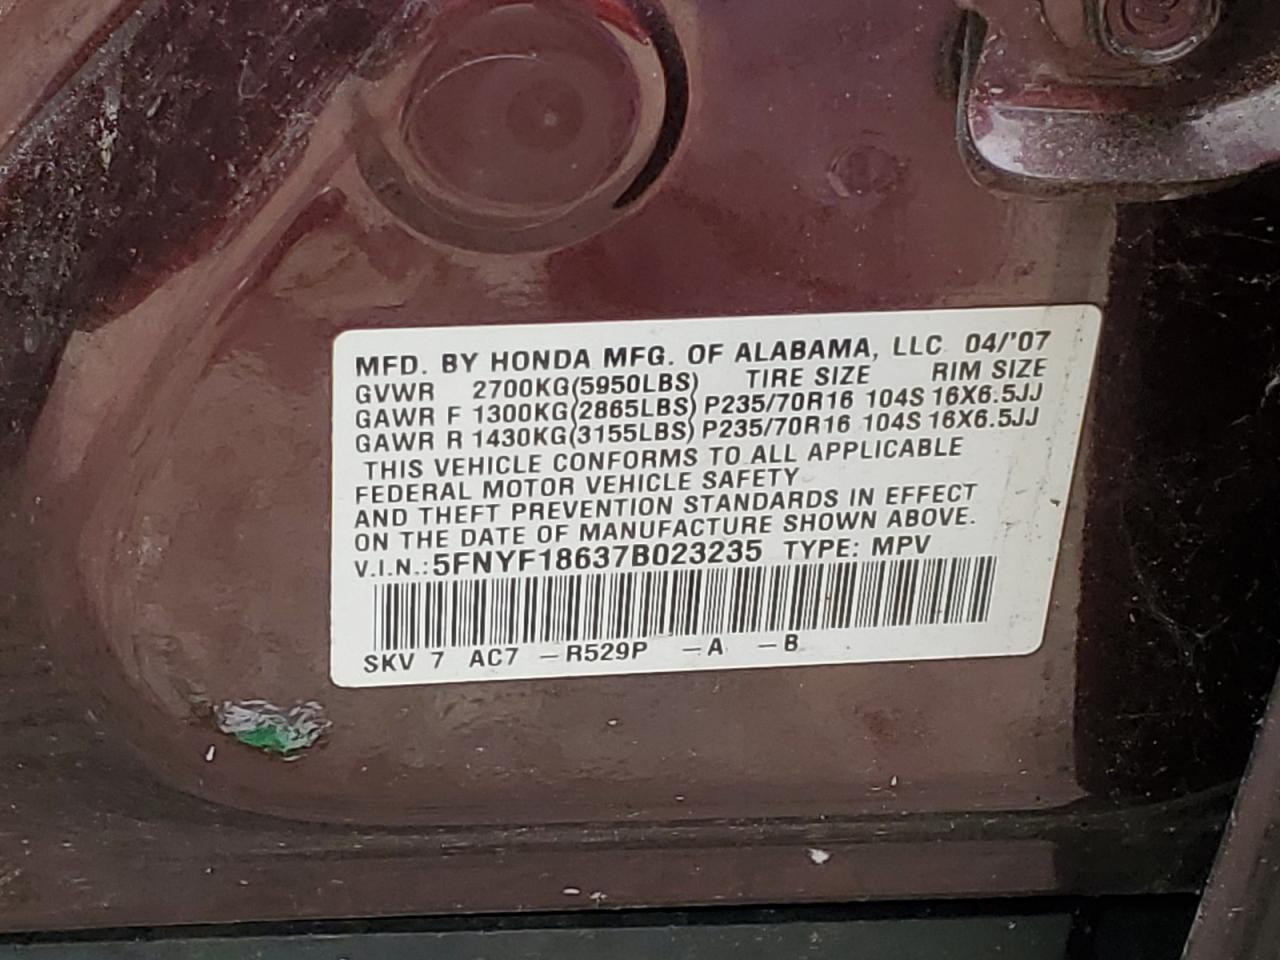 MFD. BY HONDA MFG. OF ALABAMA, LLC 04/'07
GVWR 2700KG(5950LBS) TIRE SIZE RIM SIZE
GAWR F 1300KG(2865LBS) P235/70R16 104S 16X6.5JJ
GAWR R 1430KG(3155LBS) P235/70R16 104S 16X6.5JJ
THIS VEHICLE CONFORMS TO ALL APPLICABLE
FEDERAL MOTOR VEHICLE SAFETY
AND THEFT PREVENTION STANDARDS IN EFFECT
ON THE DATE OF MANUFACTURE SHOWN ABOVE.
V.I.N.: 5FNYF18637B023235 TYPE: MPV
SKV 7 AC7 – R529P – A – B